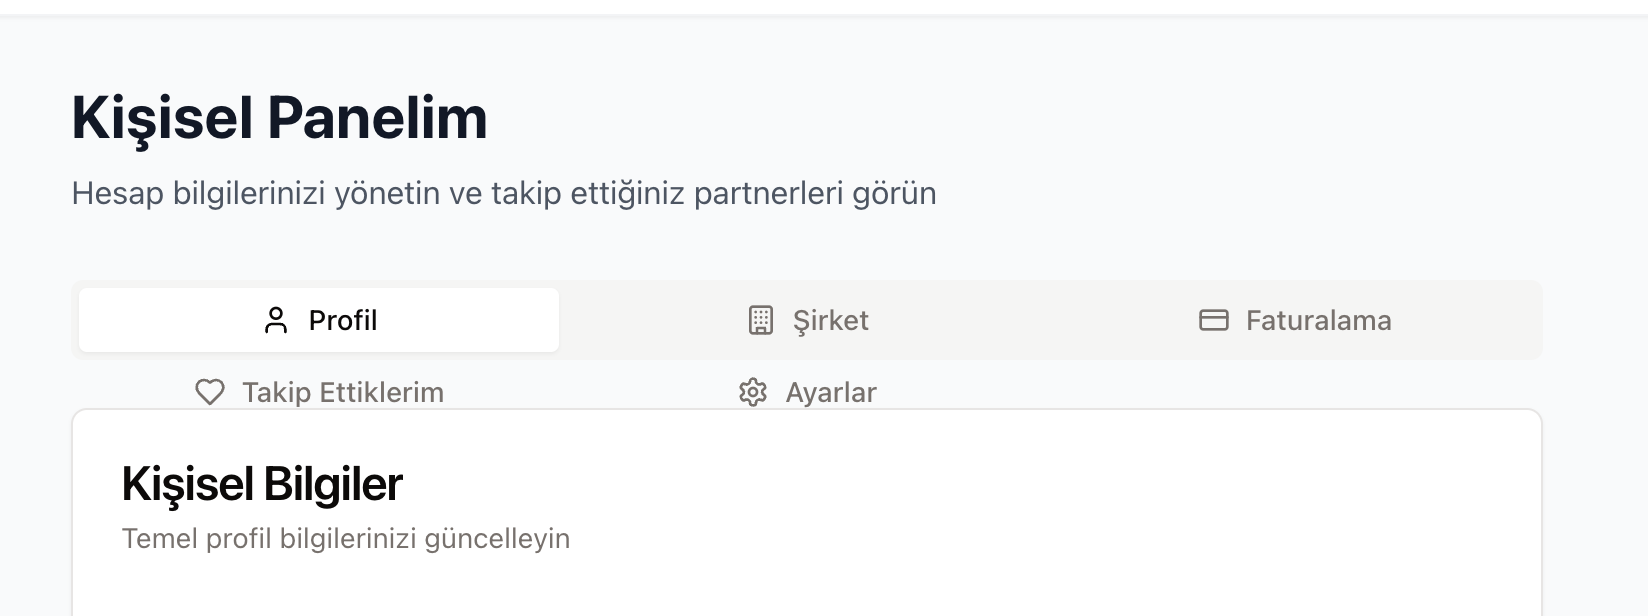 Kişisel Panelim
Hesap bilgilerinizi yönetin ve takip ettiğiniz partnerleri görün
Profil
Şirket
Faturalama
Takip Ettiklerim
Ayarlar
Kişisel Bilgiler
Temel profil bilgilerinizi güncelleyin